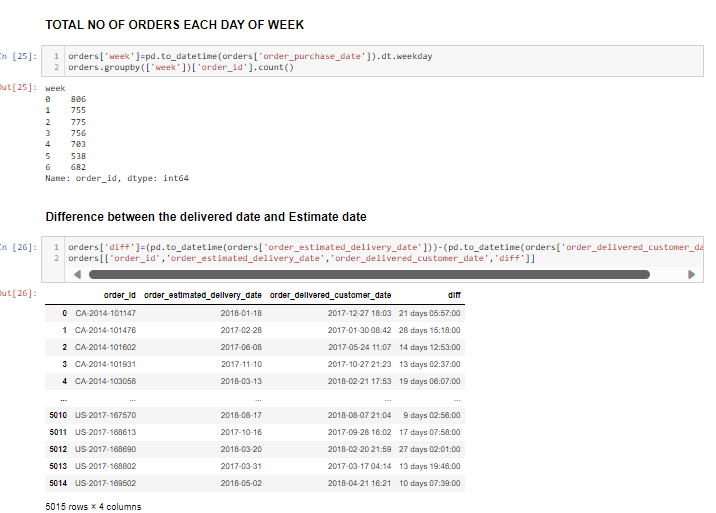 TOTAL NO OF ORDERS EACH DAY OF WEEK
In [25]: 1 orders['week']=pd.to_datetime(orders['order_purchase_date']).dt.weekday
2 orders.groupby(['week'])['order_id'].count()
Out[25]: week
0 806
1 755
2 775
3 756
4 703
5 538
6 682
Name: order_id, dtype: int64
Difference between the delivered date and Estimate date
In [26]: 1 orders['diff']=(pd.to_datetime(orders['order_estimated_delivery_date']))-(pd.to_datetime(orders['order_delivered_customer_da
2 orders[['order_id','order_estimated_delivery_date','order_delivered_customer_date','diff']]
Out[26]:
order_id order_estimated_delivery_date order_delivered_customer_date diff
0 CA-2014-101147 2018-01-18 2017-12-27 18:03 21 days 05:57:00
1 CA-2014-101476 2017-02-28 2017-01-30 08:42 28 days 15:18:00
2 CA-2014-101602 2017-06-08 2017-05-24 11:07 14 days 12:53:00
3 CA-2014-101931 2017-11-10 2017-10-27 21:23 13 days 02:37:00
4 CA-2014-103058 2018-03-13 2018-02-21 17:53 19 days 06:07:00
... ... ... ... ...
5010 US-2017-167570 2018-08-17 2018-08-07 21:04 9 days 02:56:00
5011 US-2017-168613 2017-10-16 2017-09-28 16:02 17 days 07:58:00
5012 US-2017-168690 2018-03-20 2018-02-20 21:59 27 days 02:01:00
5013 US-2017-168802 2017-03-31 2017-03-17 04:14 13 days 19:46:00
5014 US-2017-169502 2018-05-02 2018-04-21 16:21 10 days 07:39:00
5015 rows × 4 columns